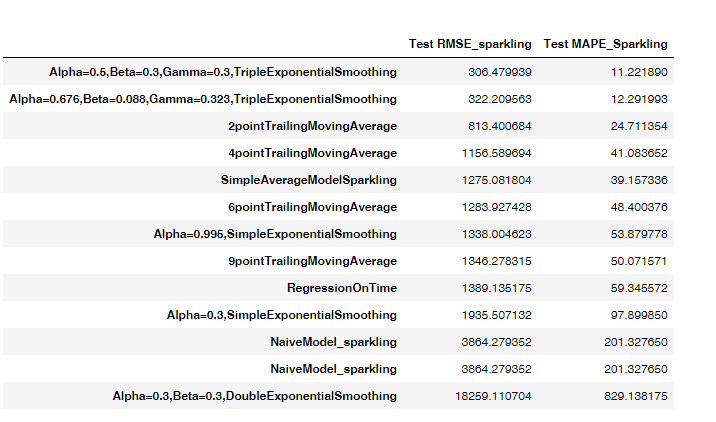 Test RMSE_sparkling Test MAPE_Sparkling
Alpha=0.5,Beta=0.3,Gamma=0.3,TripleExponentialSmoothing 306.479939 11.221890
Alpha=0.676,Beta=0.088,Gamma=0.323,TripleExponentialSmoothing 322.209563 12.291993
2pointTrailingMovingAverage 813.400684 24.711354
4pointTrailingMovingAverage 1156.589694 41.083652
SimpleAverageModelSparkling 1275.081804 39.157336
6pointTrailingMovingAverage 1283.927428 48.400376
Alpha=0.995,SimpleExponentialSmoothing 1338.004623 53.879778
9pointTrailingMovingAverage 1346.278315 50.071571
RegressionOnTime 1389.135175 59.345572
Alpha=0.3,SimpleExponentialSmoothing 1935.507132 97.899850
NaiveModel_sparkling 3864.279352 201.327650
NaiveModel_sparkling 3864.279352 201.327650
Alpha=0.3,Beta=0.3,DoubleExponentialSmoothing 18259.110704 829.138175